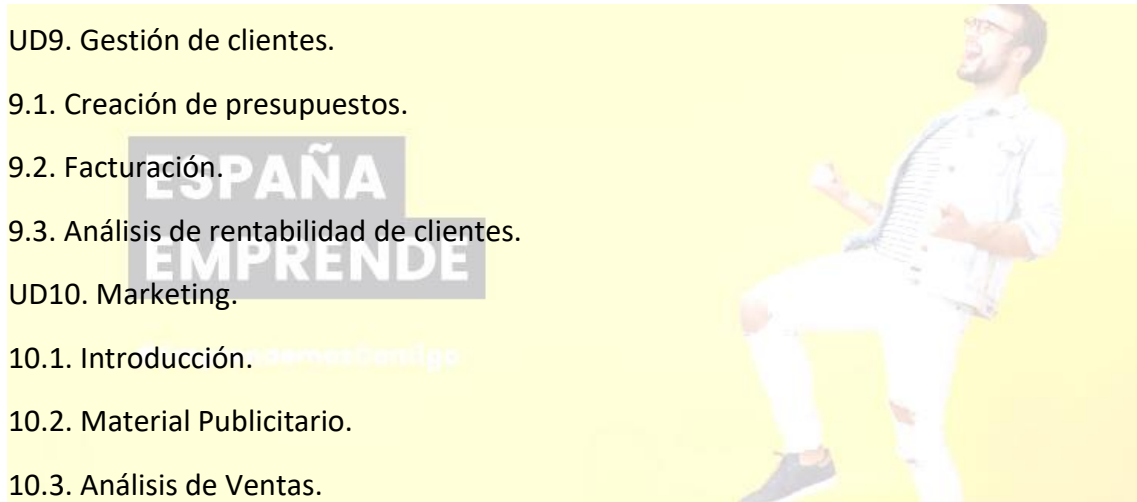 UD9. Gestión de clientes.
9.1. Creación de presupuestos.
9.2. Facturación.
ESPAÑA
9.3. Análisis de rentabilidad de clientes.
EMPRENDE
UD10. Marketing.
10.1. Introducción.
10.2. Material Publicitario.
10.3. Análisis de Ventas.